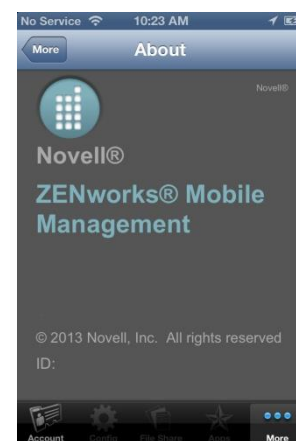 No Service 10:23 AM
More About
Novell®
Novell®
ZENworks® Mobile
Management
© 2013 Novell, Inc. All rights reserved
ID:
Account Config File Share Apps More